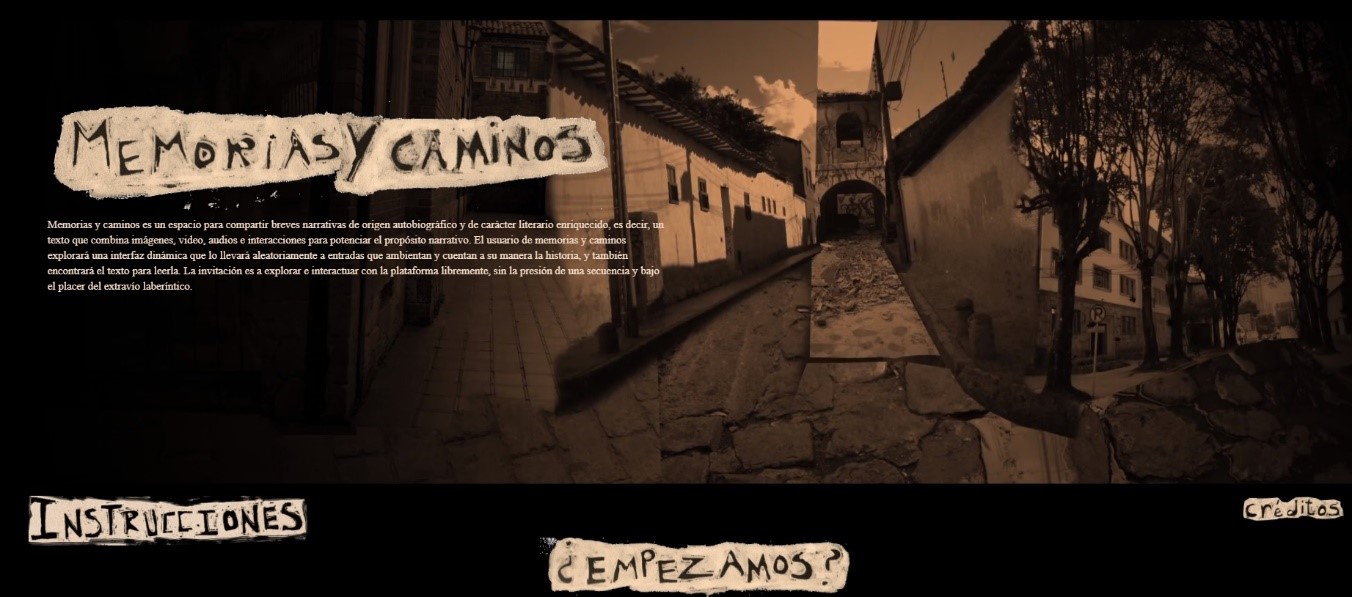 MEMORIAS Y CAMINOS
Memorias y caminos es un espacio para compartir breves narrativas de origen autobiográfico y de carácter literario enriquecido, es decir, un
texto que combina imágenes, video, audios e interacciones para potenciar el propósito narrativo. El usuario de memorias y caminos
explorará una interfaz dinámica que lo llevará aleatoriamente a entradas que ambientan y cuentan a su manera la historia, y también
encontrará el texto para leerla. La invitación es a explorar e interactuar con la plataforma libremente, sin la presión de una secuencia y bajo
el placer del extravío laberíntico.
P
INSTRUCCIONES
créditos
¿EMPEZAMOS?